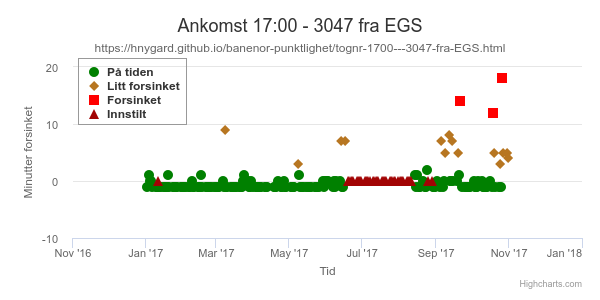 Ankomst 17:00 - 3047 fra EGS
https://hnygard.github.io/banenor-punktlighet/tognr-1700---3047-fra-EGS.html
På tiden
Litt forsinket
Forsinket
Innstilt
Minutter forsinket
20
10
0
-10
Nov '16
Jan '17
Mar '17
May '17
Jul '17
Sep '17
Nov '17
Jan '18
Tid
Highcharts.com